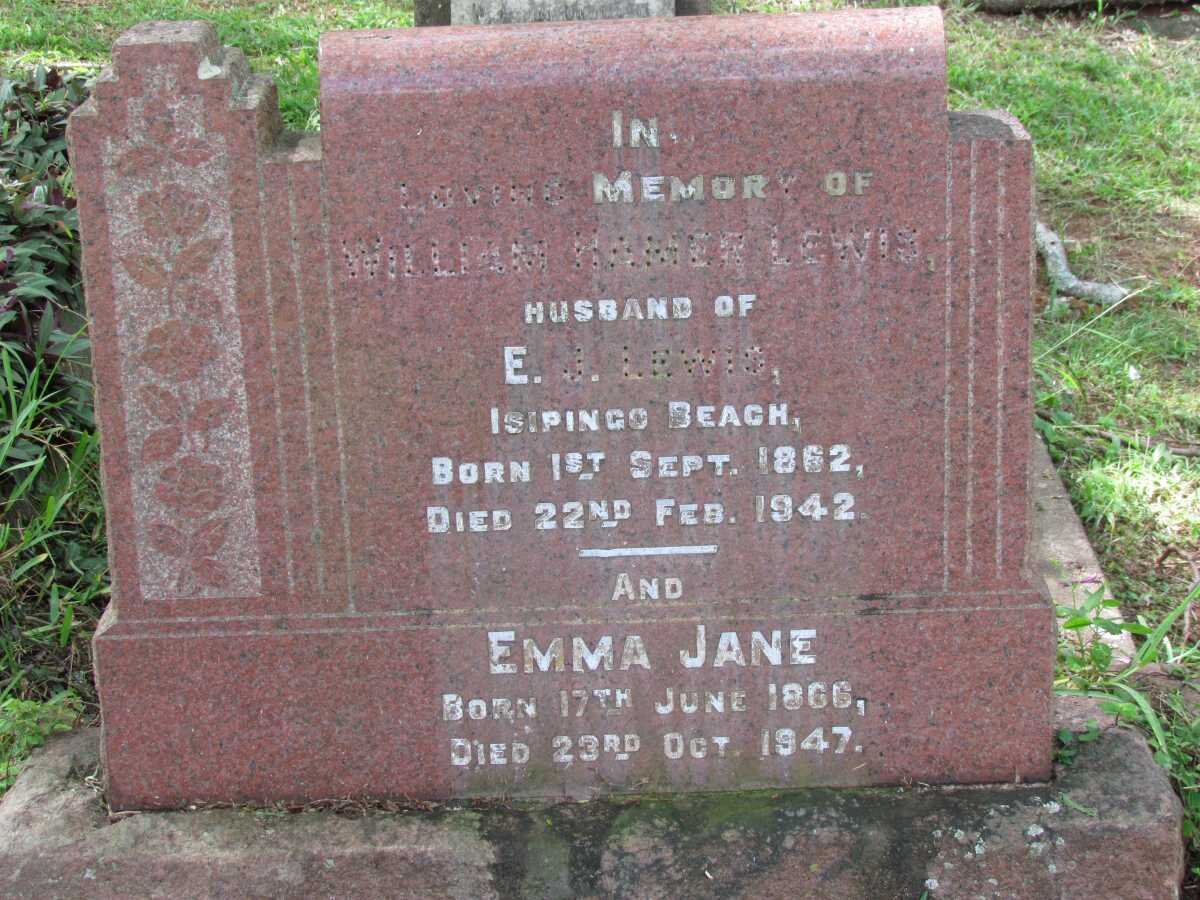 IN
LOVING MEMORY OF
WILLIAM HAMER LEWIS,
HUSBAND OF
E. J. LEWIS,
ISIPINGO BEACH,
BORN 1ST SEPT. 1862,
DIED 22ND FEB. 1942.
AND
EMMA JANE
BORN 17TH JUNE 1866,
DIED 23RD OCT. 1947.